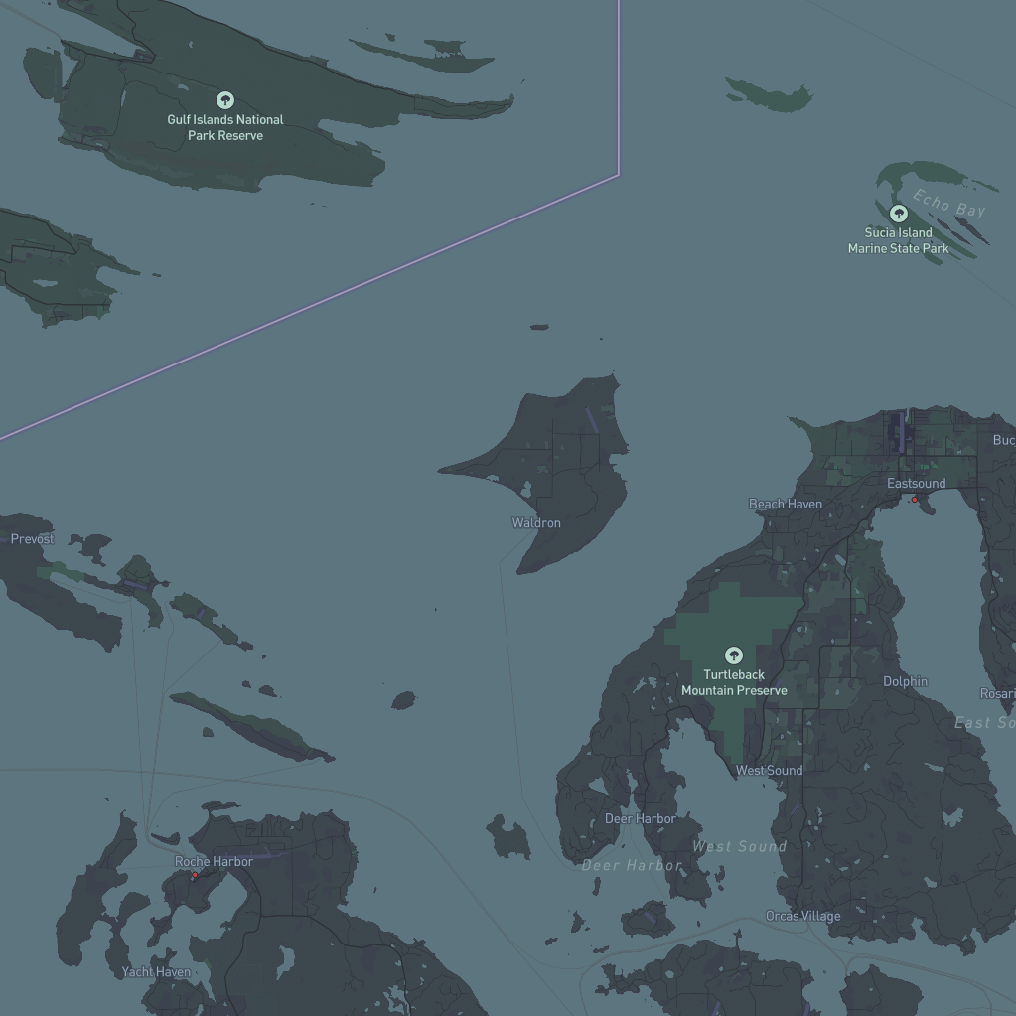 Gulf Islands National
Park Reserve
Echo Bay
Sucia Island
Marine State Park
Buc
Eastsound
Beach Haven
Waldron
Prevost
Turtleback
Mountain Preserve
Dolphin
Rosari
East So
West Sound
Deer Harbor
West Sound
Roche Harbor
Deer Harbor
Orcas Village
Yacht Haven